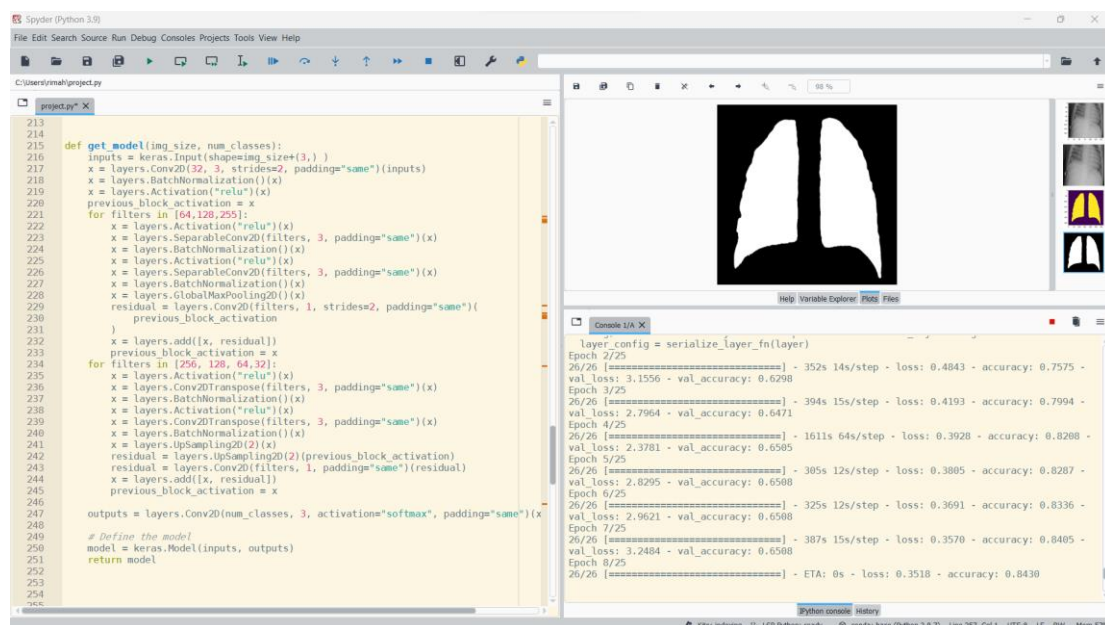 Spyder (Python 3.9)
File Edit Search Source Run Debug Consoles Projects Tools View Help
C:\Users\rimah\project.py
project.py*
213
214
215 def get_model(img_size, num_classes):
216 inputs = keras.Input(shape=img_size+(3,) )
217 x = layers.Conv2D(32, 3, strides=2, padding="same")(inputs)
218 x = layers.BatchNormalization()(x)
219 x = layers.Activation("relu")(x)
220 previous_block_activation = x
221 for filters in [64,128,255]:
222 x = layers.Activation("relu")(x)
223 x = layers.SeparableConv2D(filters, 3, padding="same")(x)
224 x = layers.BatchNormalization()(x)
225 x = layers.Activation("relu")(x)
226 x = layers.SeparableConv2D(filters, 3, padding="same")(x)
227 x = layers.BatchNormalization()(x)
228 x = layers.GlobalMaxPooling2D()(x)
229 residual = layers.Conv2D(filters, 1, strides=2, padding="same")(
230 previous_block_activation
231 )
232 x = layers.add([x, residual])
233 previous_block_activation = x
234 for filters in [256, 128, 64,32]:
235 x = layers.Activation("relu")(x)
236 x = layers.Conv2DTranspose(filters, 3, padding="same")(x)
237 x = layers.BatchNormalization()(x)
238 x = layers.Activation("relu")(x)
239 x = layers.Conv2DTranspose(filters, 3, padding="same")(x)
240 x = layers.BatchNormalization()(x)
241 x = layers.UpSampling2D(2)(x)
242 residual = layers.UpSampling2D(2)(previous_block_activation)
243 residual = layers.Conv2D(filters, 1, padding="same")(residual)
244 x = layers.add([x, residual])
245 previous_block_activation = x
246
247 outputs = layers.Conv2D(num_classes, 3, activation="softmax", padding="same")(x
248
249 # Define the model
250 model = keras.Model(inputs, outputs)
251 return model
252
253
254
255
98 %
Help Variable Explorer Plots Files
Console 1/A
layer_config = serialize_layer_fn(layer)
Epoch 2/25
26/26 [==============================] - 352s 14s/step - loss: 0.4843 - accuracy: 0.7575 -
val_loss: 3.1556 - val_accuracy: 0.6298
Epoch 3/25
26/26 [==============================] - 394s 15s/step - loss: 0.4193 - accuracy: 0.7994 -
val_loss: 2.7964 - val_accuracy: 0.6471
Epoch 4/25
26/26 [==============================] - 1611s 64s/step - loss: 0.3928 - accuracy: 0.8208 -
val_loss: 2.3781 - val_accuracy: 0.6505
Epoch 5/25
26/26 [==============================] - 305s 12s/step - loss: 0.3805 - accuracy: 0.8287 -
val_loss: 2.8295 - val_accuracy: 0.6508
Epoch 6/25
26/26 [==============================] - 325s 12s/step - loss: 0.3691 - accuracy: 0.8336 -
val_loss: 2.9621 - val_accuracy: 0.6508
Epoch 7/25
26/26 [==============================] - 387s 15s/step - loss: 0.3570 - accuracy: 0.8405 -
val_loss: 3.2484 - val_accuracy: 0.6508
Epoch 8/25
26/26 [==============================] - ETA: 0s - loss: 0.3518 - accuracy: 0.8430
IPython console History